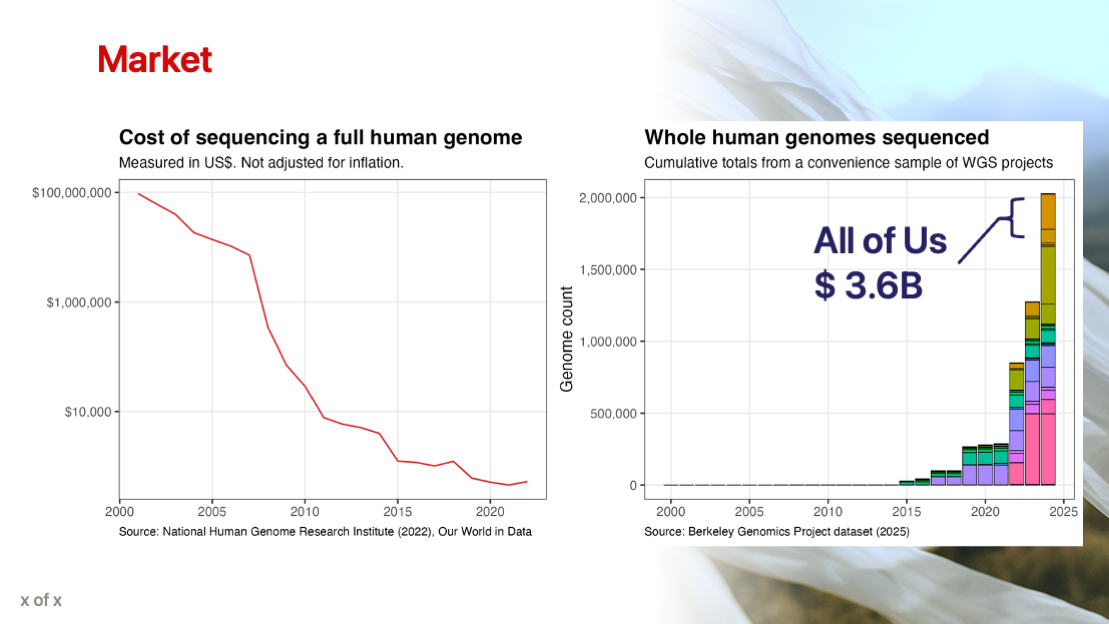 Market
Cost of sequencing a full human genome
Measured in US$. Not adjusted for inflation.
$100,000,000
$1,000,000
$10,000
2000 2005 2010 2015 2020
Source: National Human Genome Research Institute (2022), Our World in Data
Whole human genomes sequenced
Cumulative totals from a convenience sample of WGS projects
Genome count
2,000,000
1,500,000
1,000,000
500,000
0
All of Us
$ 3.6B
2000 2005 2010 2015 2020 2025
Source: Berkeley Genomics Project dataset (2025)
x of x